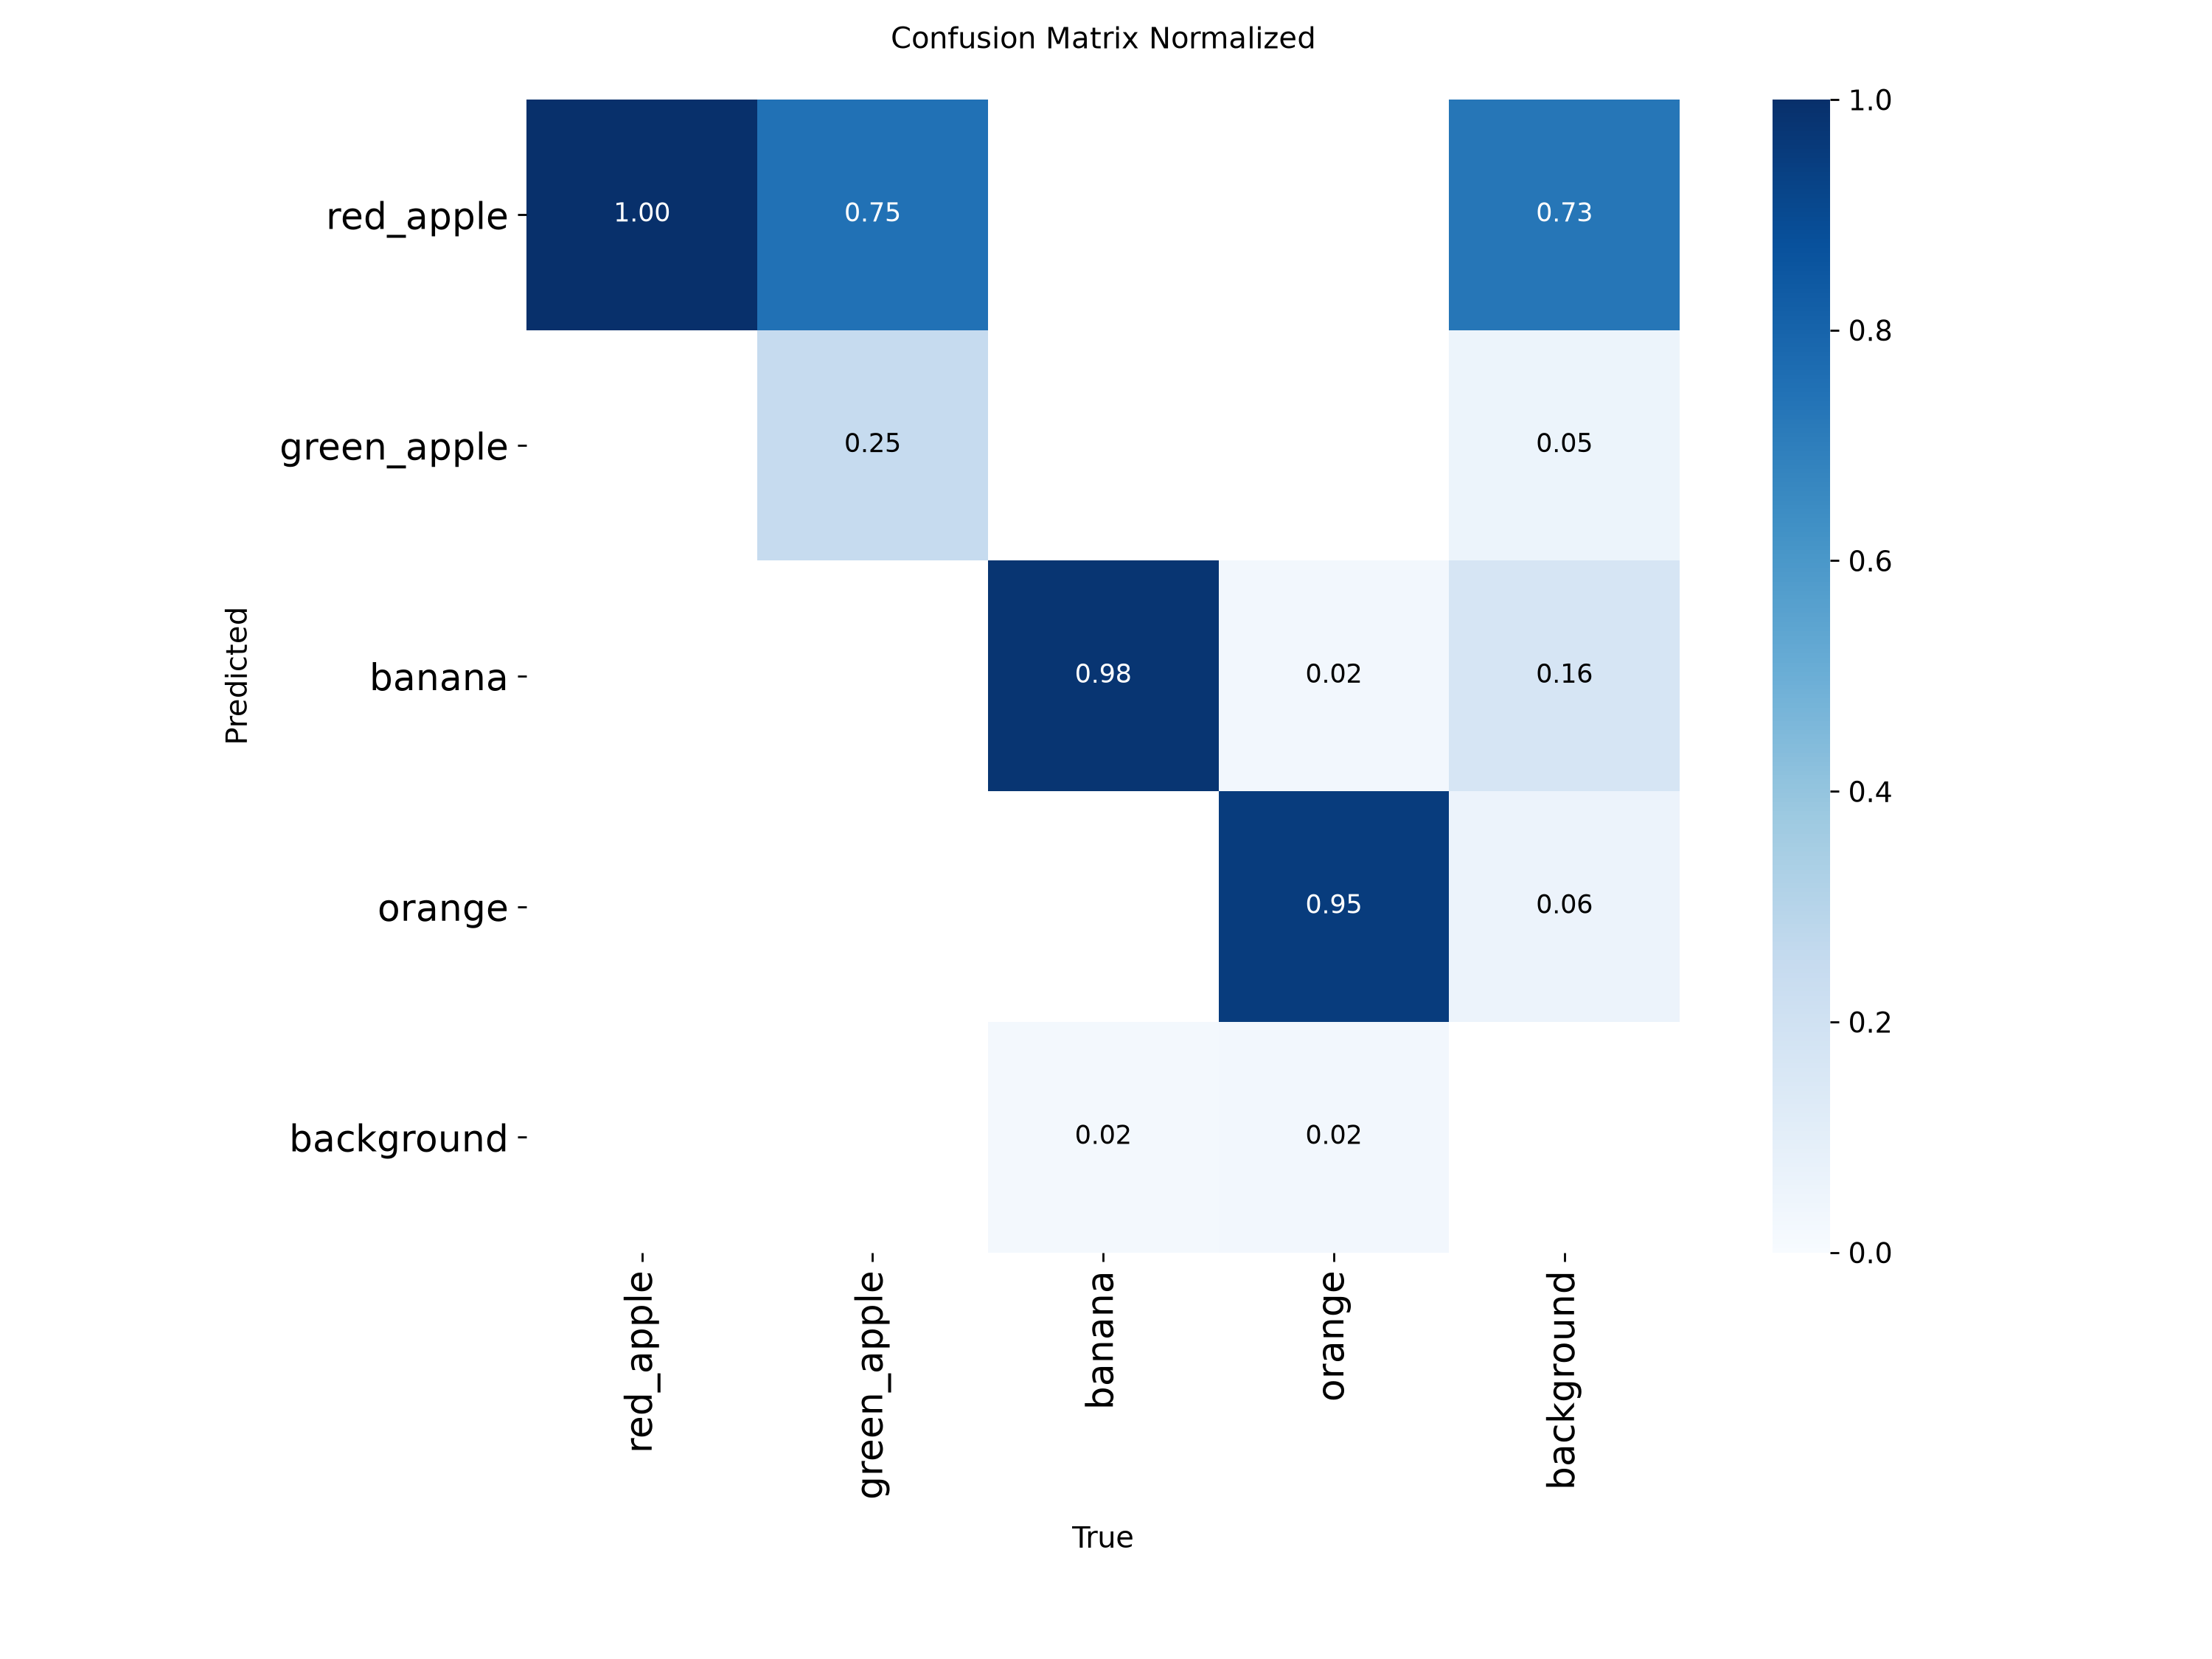 Confusion Matrix Normalized
red_apple
1.00
0.75
0.73
green_apple
0.25
0.05
banana
0.98
0.02
0.16
orange
0.95
0.06
background
0.02
0.02
Predicted
red_apple
green_apple
banana
orange
background
True
1.0
0.8
0.6
0.4
0.2
0.0